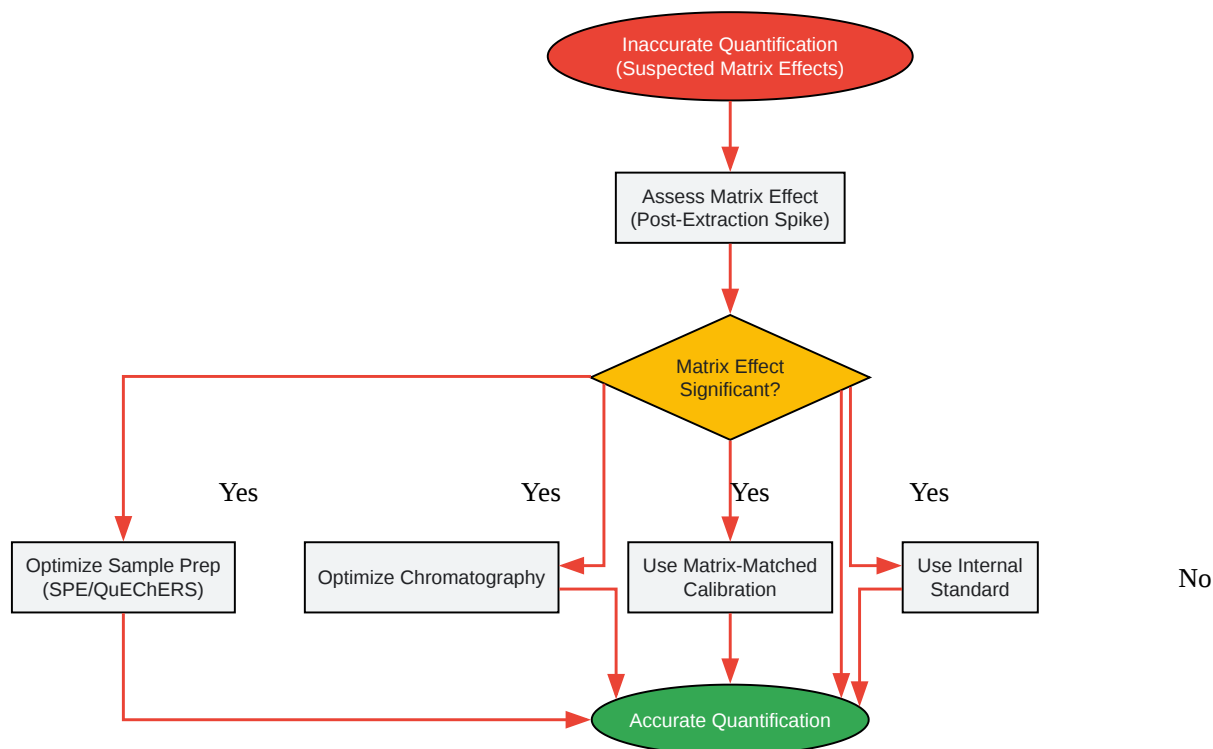 Inaccurate Quantification
(Suspected Matrix Effects)
Assess Matrix Effect
(Post-Extraction Spike)
Matrix Effect
Significant?
Yes
Yes
Yes
Yes
Optimize Sample Prep
(SPE/QuEChERS)
Optimize Chromatography
Use Matrix-Matched
Calibration
Use Internal
Standard
No
Accurate Quantification